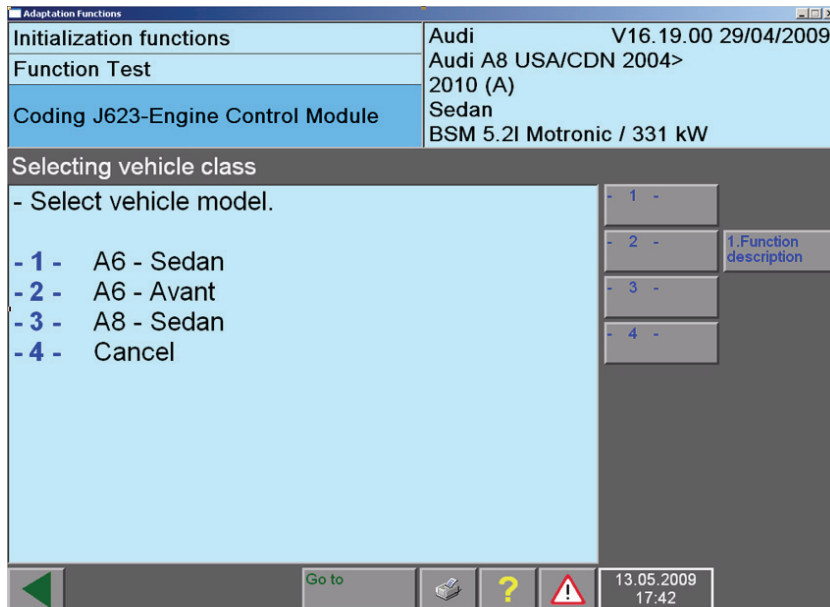 Adaptation Functions
Initialization functions
Function Test
Coding J623-Engine Control Module
Audi V16.19.00 29/04/2009
Audi A8 USA/CDN 2004>
2010 (A)
Sedan
BSM 5.2l Motronic / 331 kW
Selecting vehicle class
- Select vehicle model.
- 1 - A6 - Sedan
- 2 - A6 - Avant
- 3 - A8 - Sedan
- 4 - Cancel
- 1 -
- 2 -
- 3 -
- 4 -
1.Function
description
Go to
?
!
13.05.2009
17:42